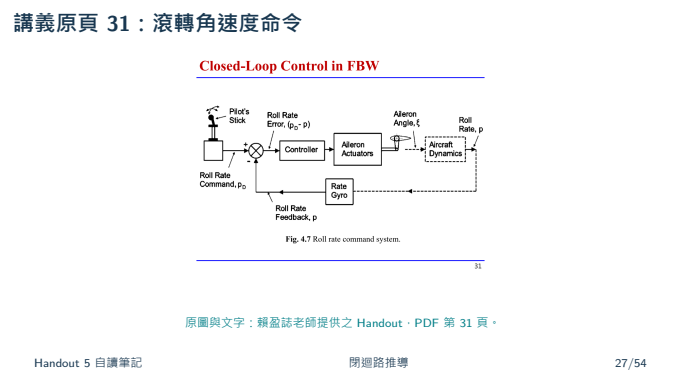 講義原頁 31：滾轉角速度命令
Closed-Loop Control in FBW
Pilot's
Stick
Roll Rate
Error, (pD- p)
Aileron
Angle, ξ
Roll
Rate, p
+
-
Controller
Aileron
Actuators
Aircraft
Dynamics
Roll Rate
Command, pD
Rate
Gyro
Roll Rate
Feedback, p
Fig. 4.7 Roll rate command system.
31
原圖與文字：賴盈誌老師提供之 Handout，PDF 第 31 頁。
Handout 5 自讀筆記
閉迴路推導
27/54